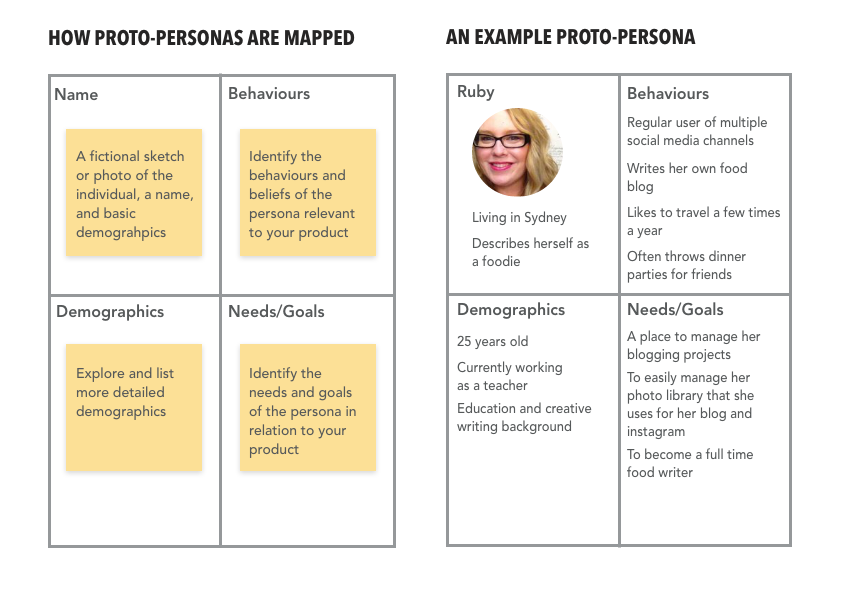 HOW PROTO-PERSONAS ARE MAPPED
Name
A fictional sketch
or photo of the
individual, a name,
and basic
demograhpics
Behaviours
Identify the
behaviours and
beliefs of the
persona relevant
to your product
Demographics
Explore and list
more detailed
demographics
Needs/Goals
Identify the
needs and goals
of the persona in
relation to your
product
AN EXAMPLE PROTO-PERSONA
Ruby
Living in Sydney
Describes herself as
a foodie
Behaviours
Regular user of multiple
social media channels
Writes her own food
blog
Likes to travel a few times
a year
Often throws dinner
parties for friends
Demographics
25 years old
Currently working
as a teacher
Education and creative
writing background
Needs/Goals
A place to manage her
blogging projects
To easily manage her
photo library that she
uses for her blog and
instagram
To become a full time
food writer